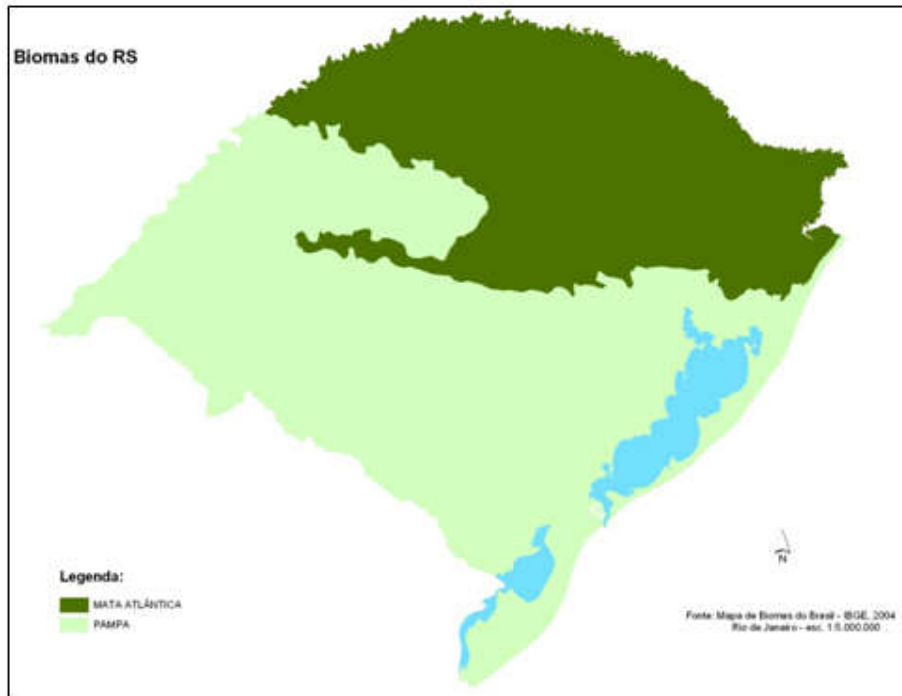 Biomas do RS
Legenda:
MATA ATLÂNTICA
PAMPA
N
Fonte: Mapa de Biomas do Brasil - IBGE, 2004
Rio de Janeiro - esc. 1:5.000.000